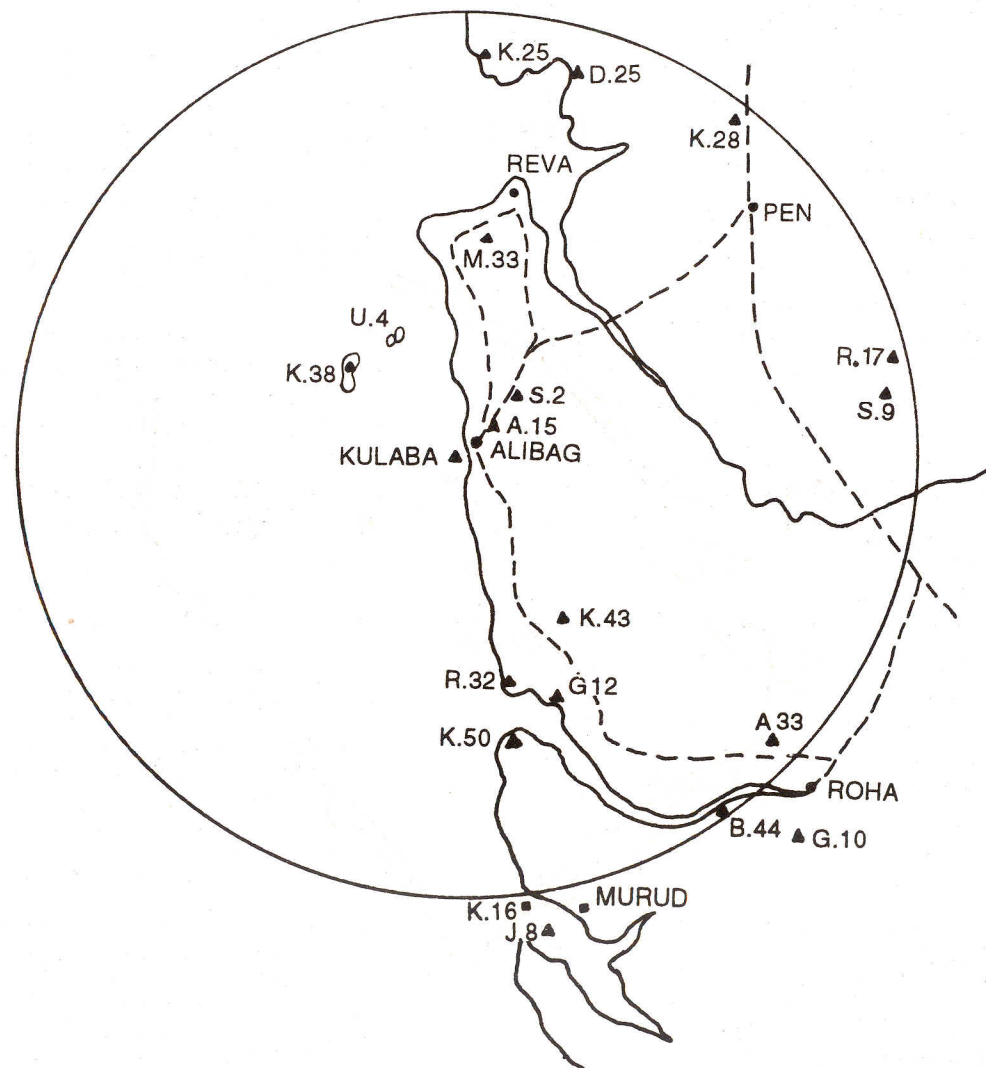 K.25
D.25
K.28
REVA
PEN
M.33
U.4
R.17
K.38
S.9
S.2
A.15
KULABA
ALIBAG
K.43
R.32
G12
K.50
A 33
ROHA
B.44
G.10
K.16
MURUD
J.8